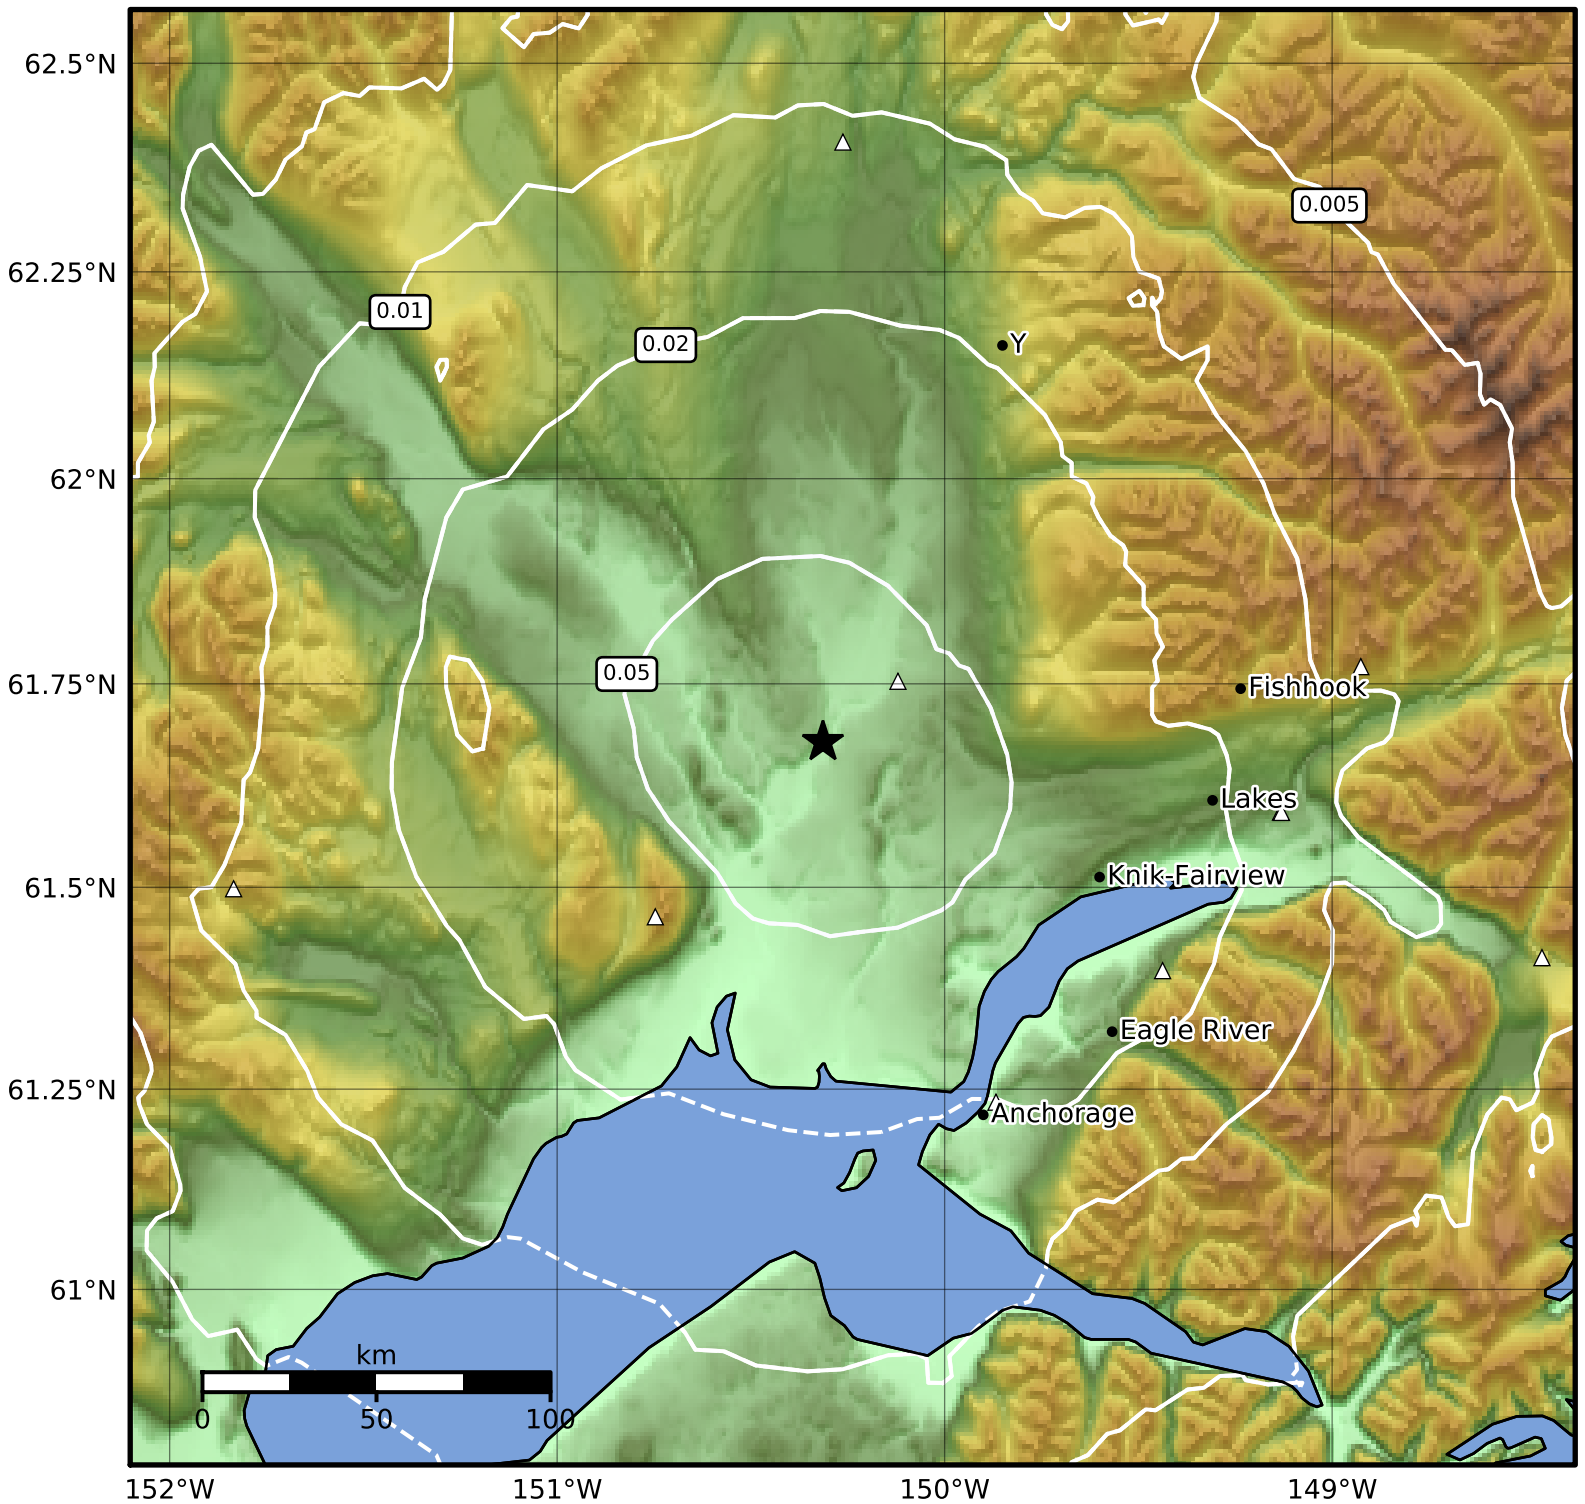 62.5°N
0.005
62.25°N
0.01
0.02
Y
62°N
0.05
61.75°N
Fishhook
Lakes
61.5°N
Knik-Fairview
Eagle River
61.25°N
Anchorage
61°N
km
0 50 100
152°W 151°W 150°W 149°W